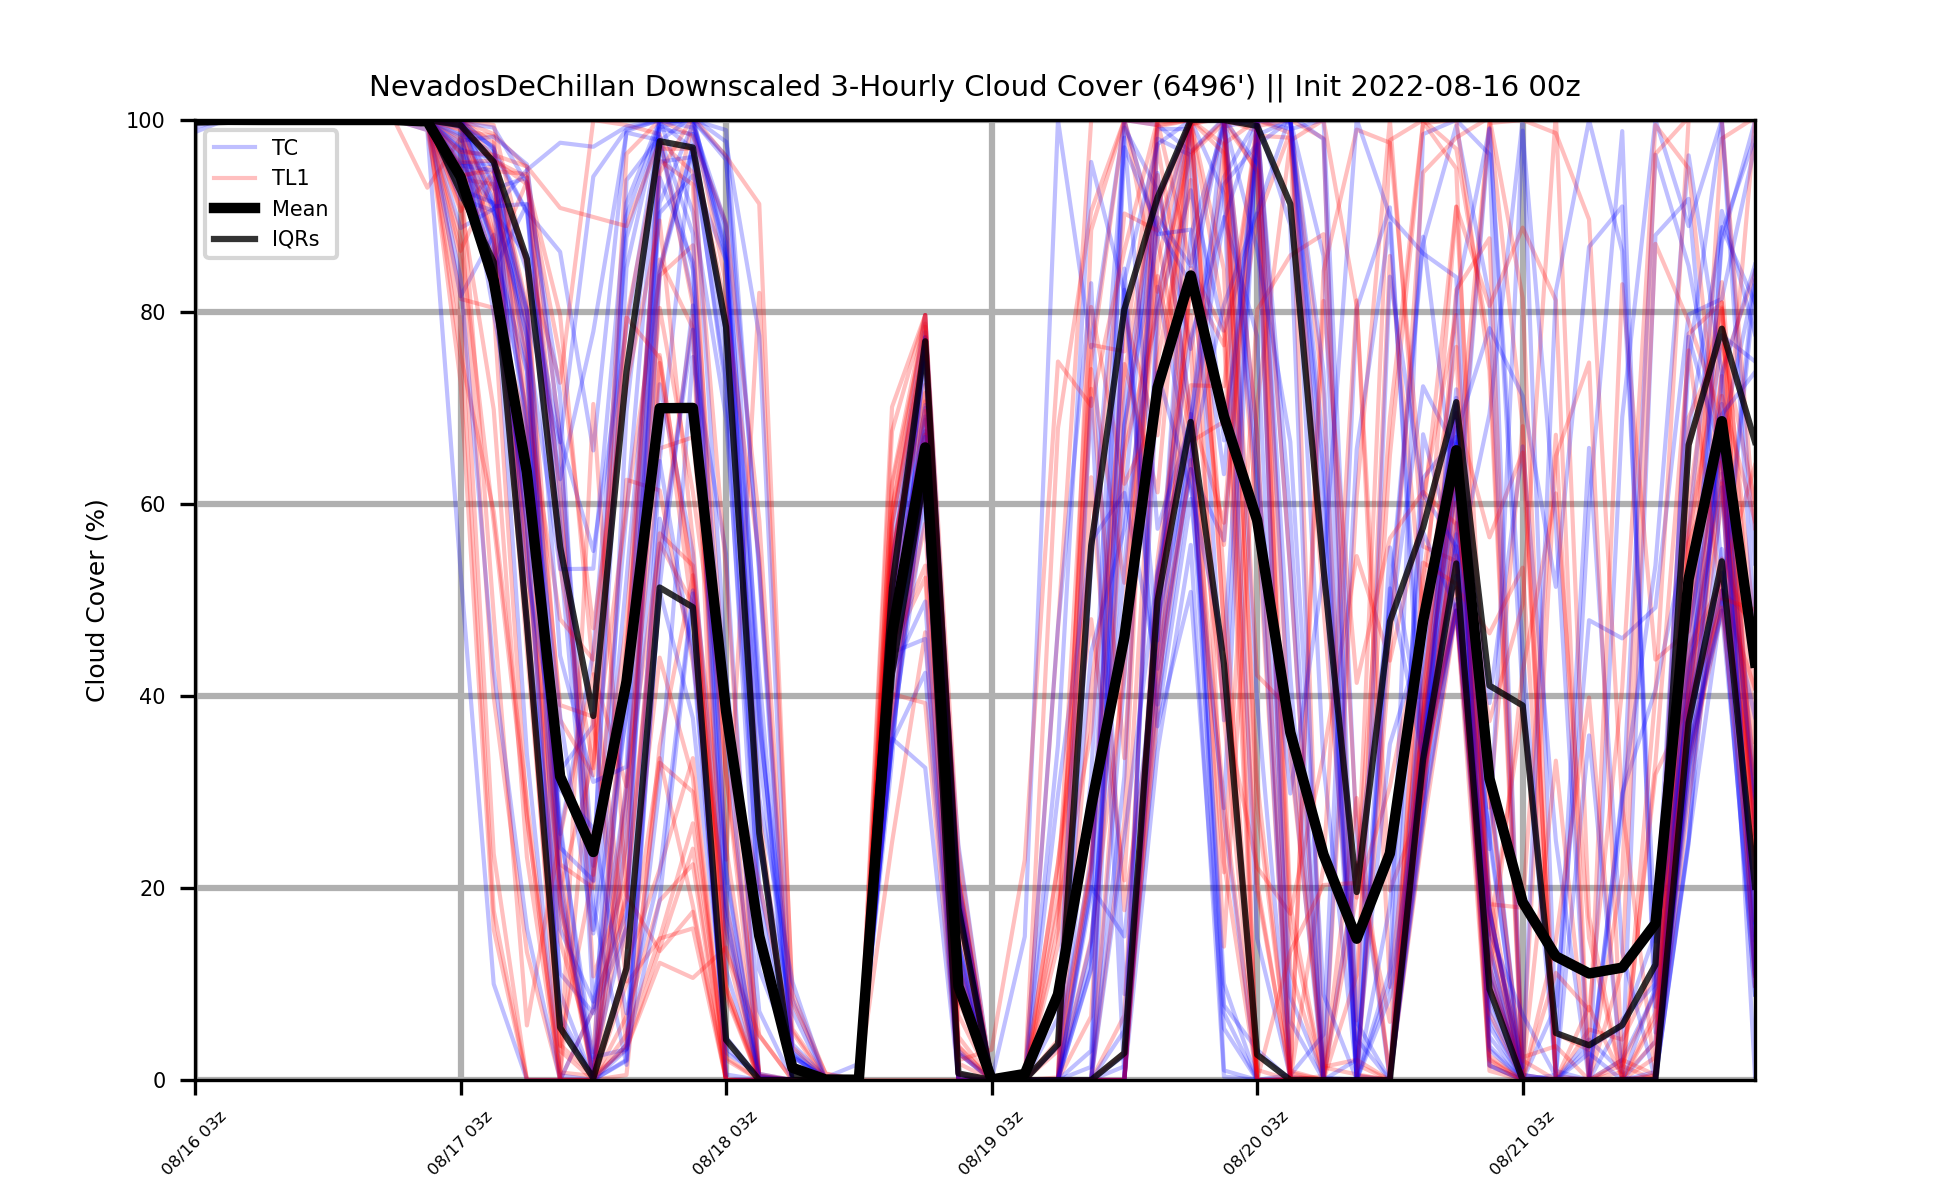 NevadosDeChillan Downscaled 3-Hourly Cloud Cover (6496') || Init 2022-08-16 00z
100
80
60
40
20
0
Cloud Cover (%)
TC
TL1
Mean
IQRs
08/16 03z
08/17 03z
08/18 03z
08/19 03z
08/20 03z
08/21 03z